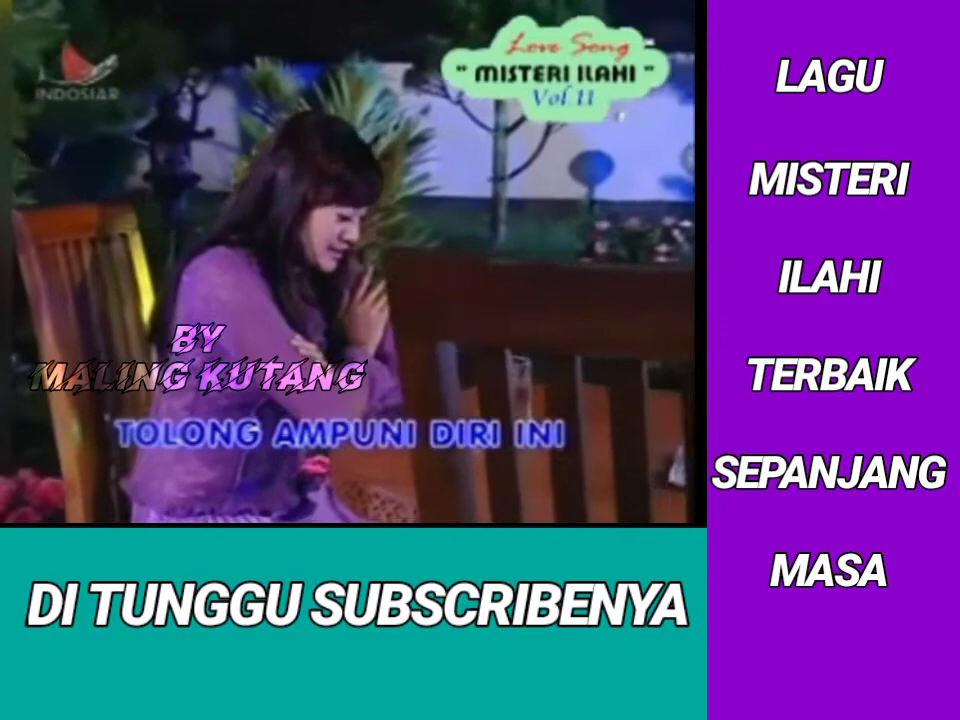 INDOSIAR
Love Song
" MISTERI ILAHI "
Vol.11
BY
MALING KUTANG
TOLONG AMPUNI DIRI INI
LAGU
MISTERI
ILAHI
TERBAIK
SEPANJANG
MASA
DI TUNGGU SUBSCRIBENYA